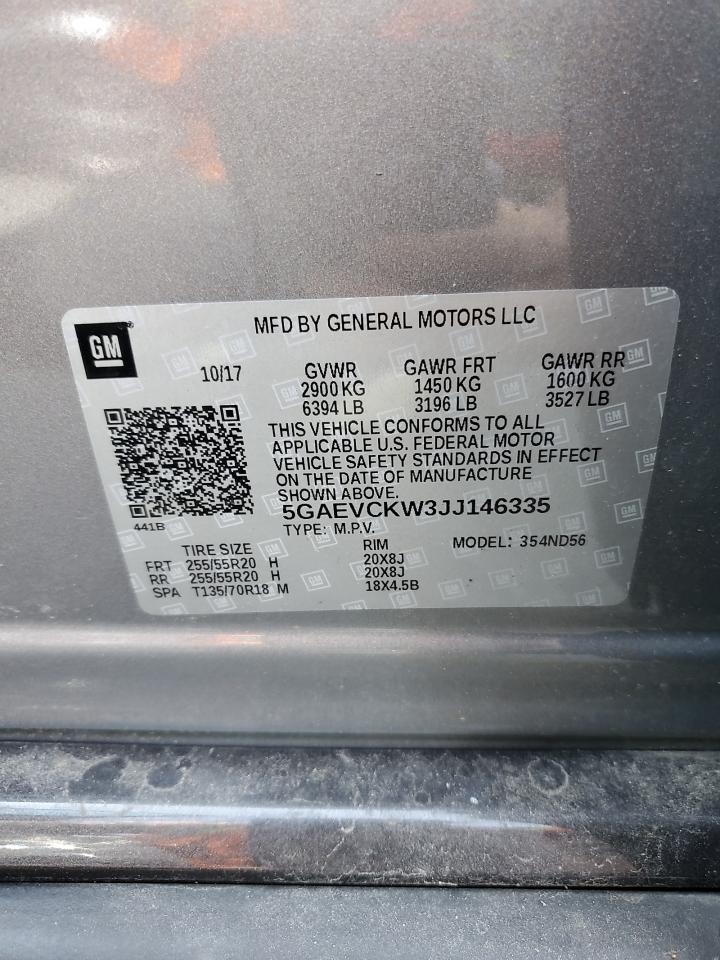 GM
MFD BY GENERAL MOTORS LLC
10/17 GVWR GAWR FRT GAWR RR
2900 KG 1450 KG 1600 KG
6394 LB 3196 LB 3527 LB
THIS VEHICLE CONFORMS TO ALL
APPLICABLE U.S. FEDERAL MOTOR
VEHICLE SAFETY STANDARDS IN EFFECT
ON THE DATE OF MANUFACTURE
SHOWN ABOVE.
5GAEVCKW3JJ146335
441B
TYPE: M.P.V.
TIRE SIZE RIM MODEL: 354ND56
FRT 255/55R20 H 20X8J
RR 255/55R20 H 20X8J
SPA T135/70R18 M 18X4.5B